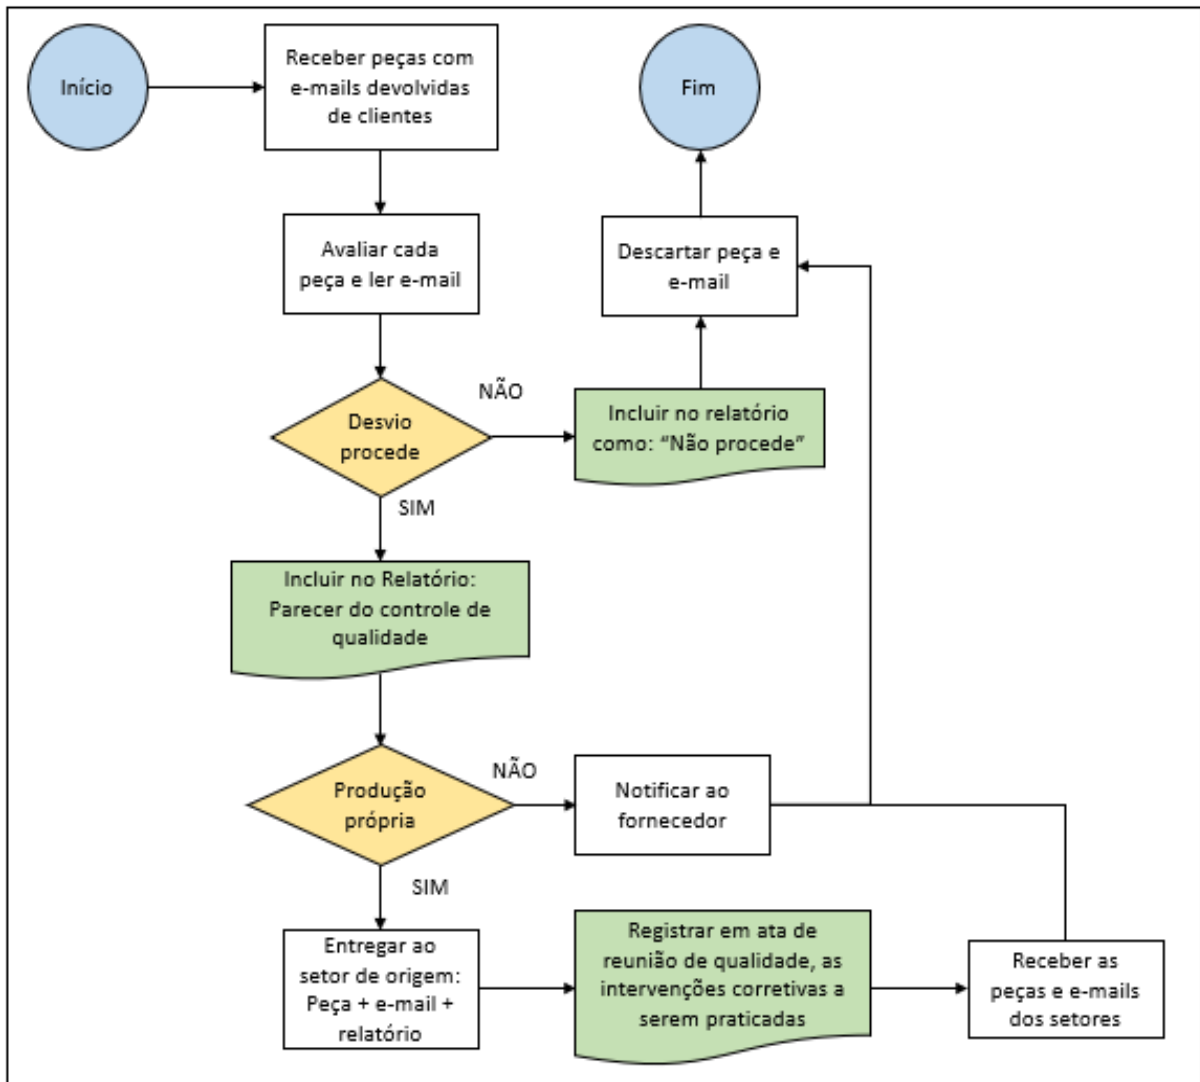 Início
Receber peças com
e-mails devolvidas
de clientes
Fim
Avaliar cada
peça e ler e-mail
Descartar peça e
e-mail
Desvio
procede
NÃO
Incluir no relatório
como: “Não procede”
SIM
Incluir no Relatório:
Parecer do controle de
qualidade
Produção
própria
NÃO
Notificar ao
fornecedor
SIM
Entregar ao
setor de origem:
Peça + e-mail +
relatório
Registrar em ata de
reunião de qualidade, as
intervenções corretivas a
serem praticadas
Receber as
peças e e-mails
dos setores